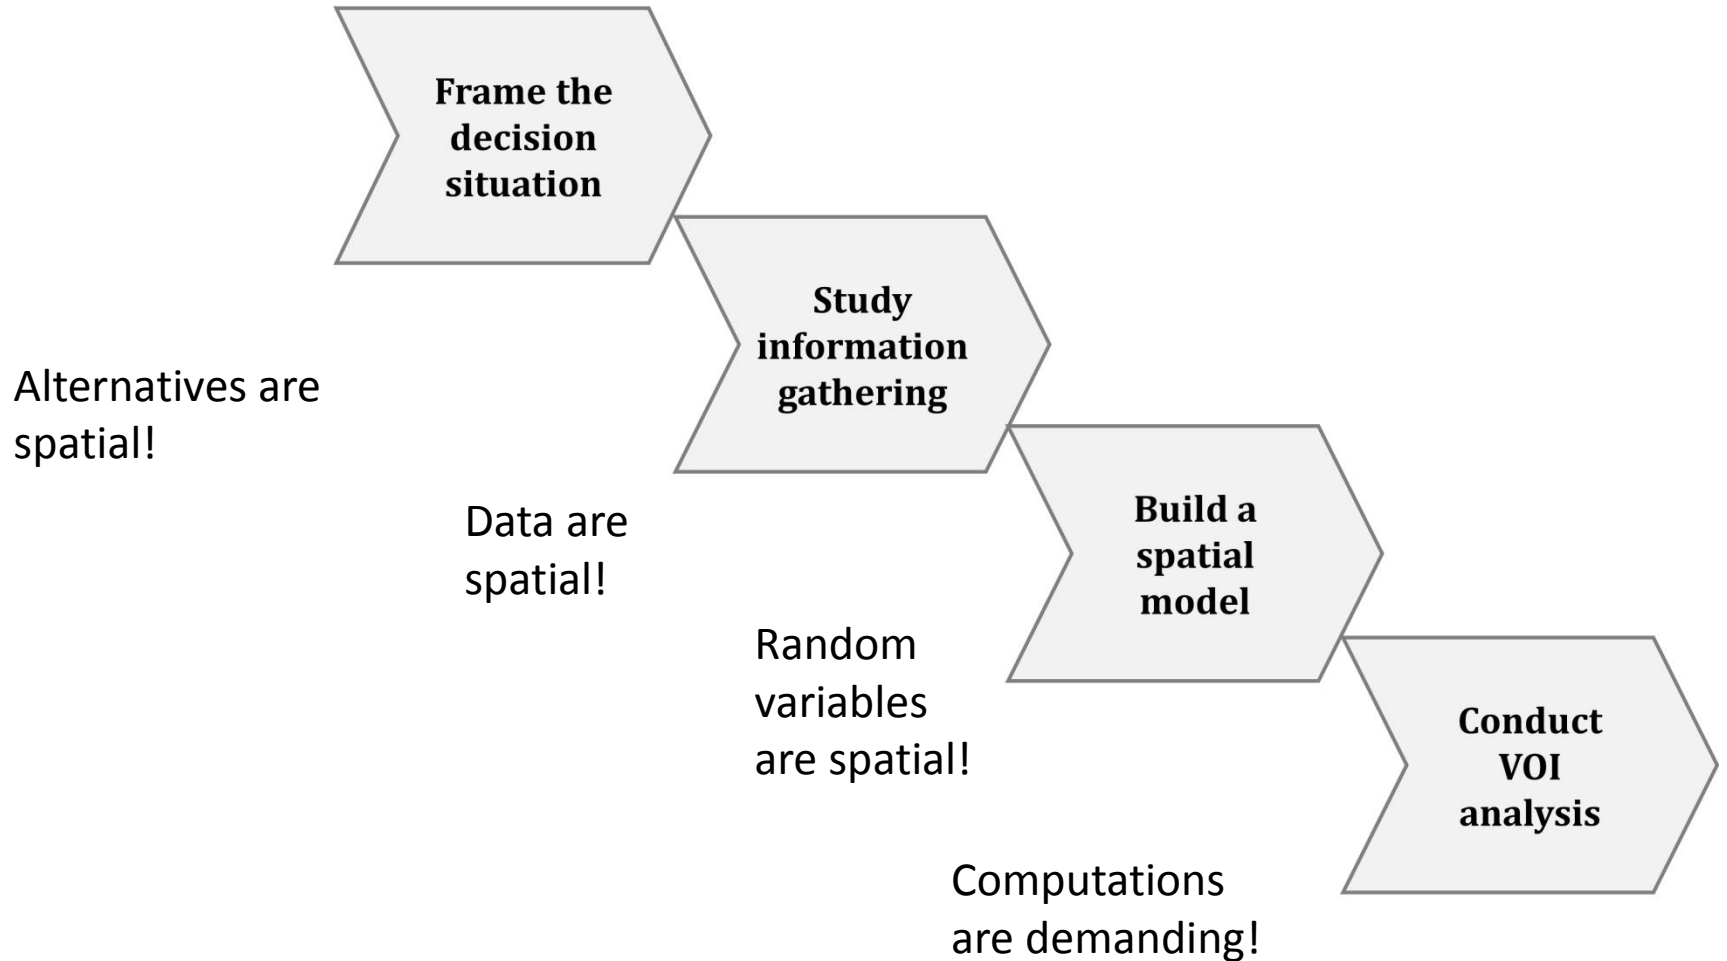 Frame the
decision
situation
Study
information
gathering
Alternatives are
spatial!
Data are
spatial!
Build a
spatial
model
Random
variables
are spatial!
Conduct
VOI
analysis
Computations
are demanding!